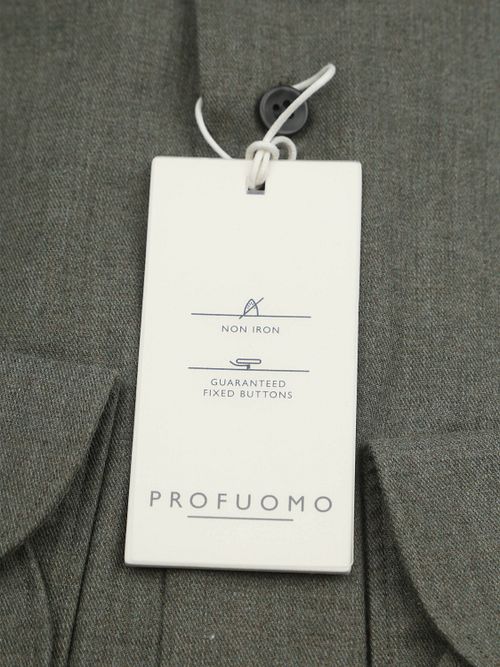 NON IRON
GUARANTEED
FIXED BUTTONS
PROFUOMO